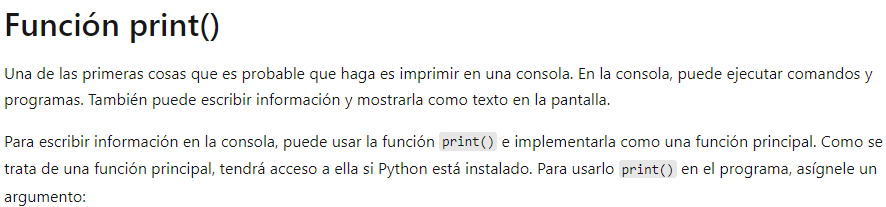 Función print()
Una de las primeras cosas que es probable que haga es imprimir en una consola. En la consola, puede ejecutar comandos y
programas. También puede escribir información y mostrarla como texto en la pantalla.
Para escribir información en la consola, puede usar la función print() e implementarla como una función principal. Como se
trata de una función principal, tendrá acceso a ella si Python está instalado. Para usarlo print() en el programa, asígnele un
argumento: